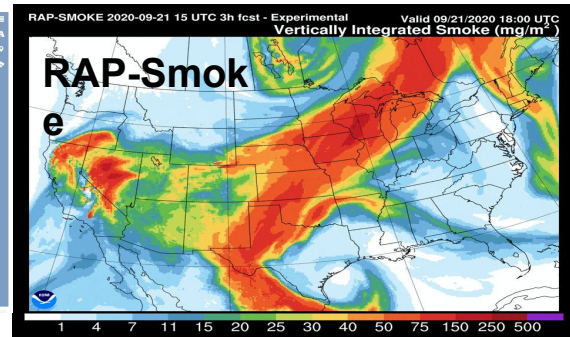 RAP-SMOKE 2020-09-21 15 UTC 3h fcst - Experimental
Valid 09/21/2020 18:00 UTC
Vertically Integrated Smoke (mg/m²)
RAP-Smok
e
1 4 7 11 15 20 25 30 40 50 75 150 250 500